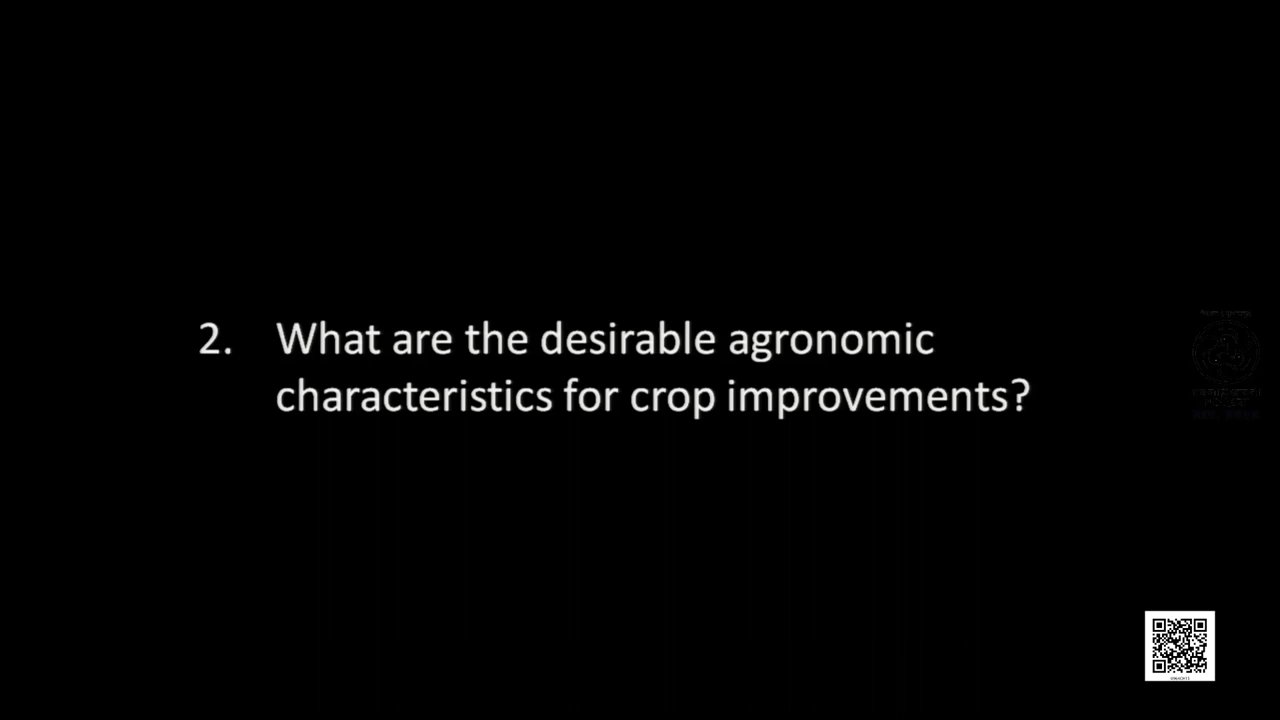 2. What are the desirable agronomic
characteristics for crop improvements?